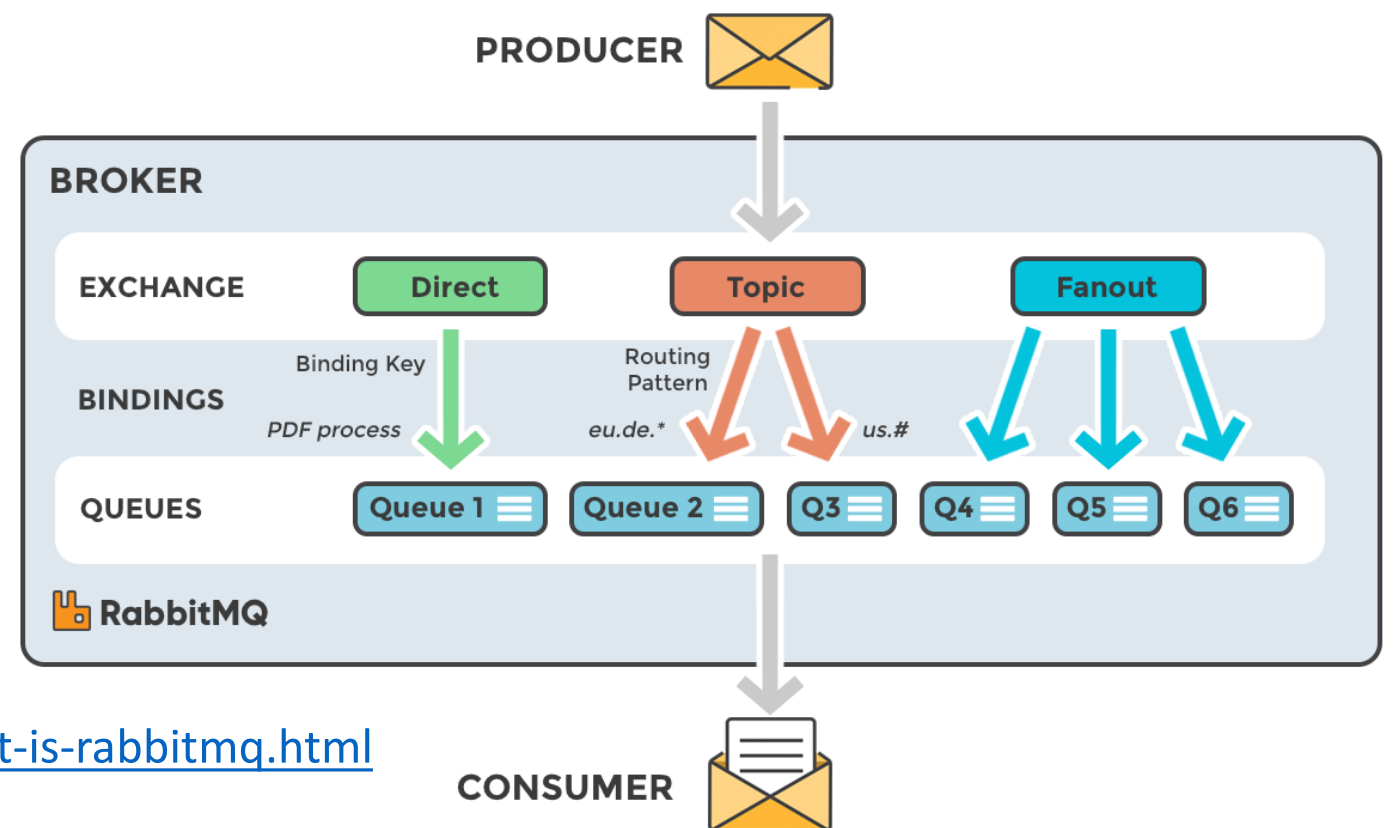 PRODUCER
BROKER
EXCHANGE
Direct
Topic
Fanout
Binding Key
Routing
Pattern
BINDINGS
PDF process
eu.de.*
us.#
QUEUES
Queue 1
Queue 2
Q3
Q4
Q5
Q6
RabbitMQ
t-is-rabbitmq.html
CONSUMER